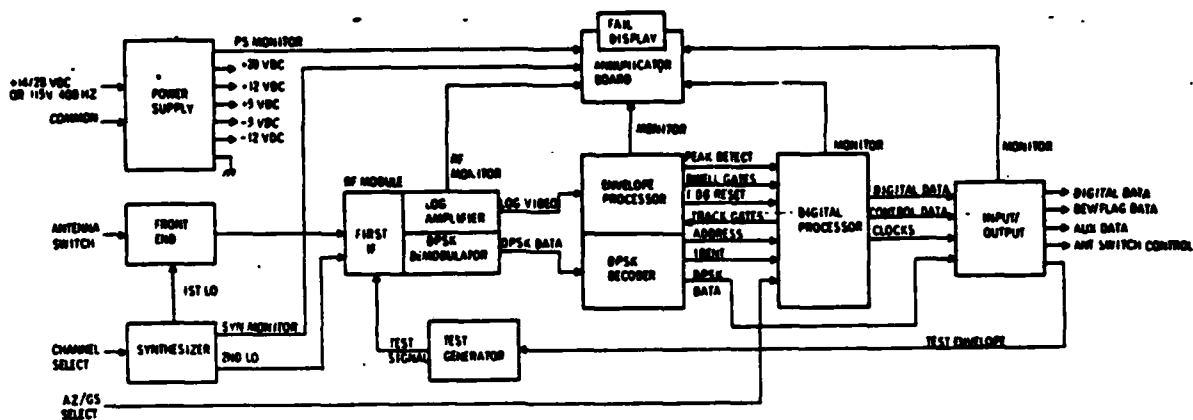 FAIL
DISPLAY
ANNUNCIATOR
BOARD
PS MONITOR
+28 VDC
+12 VDC
+5 VDC
-5 VDC
-12 VDC
+14/28 VDC
OR 115V 400 HZ
COMMON
POWER
SUPPLY
MONITOR
MONITOR
MONITOR
RF
MONITOR
RF MODULE
FIRST
IF
LOG
AMPLIFIER
DPSK
DEMODULATOR
LOG VIDEO
DPSK DATA
ENVELOPE
PROCESSOR
DPSK
DECODER
PEAK DETECT
DWELL GATES
RESET
TRACK GATES
ADDRESS
IDENT
DPSK
DATA
DIGITAL
PROCESSOR
DIGITAL DATA
CONTROL DATA
CLOCKS
INPUT/
OUTPUT
DIGITAL DATA
DEV/FLAG DATA
AUX DATA
ANT SWITCH CONTROL
ANTENNA
SWITCH
FRONT
END
1ST LO
SYN MONITOR
2ND LO
CHANNEL
SELECT
SYNTHESIZER
TEST
SIGNAL
TEST
GENERATOR
TEST ENVELOPE
AZ/GS
SELECT